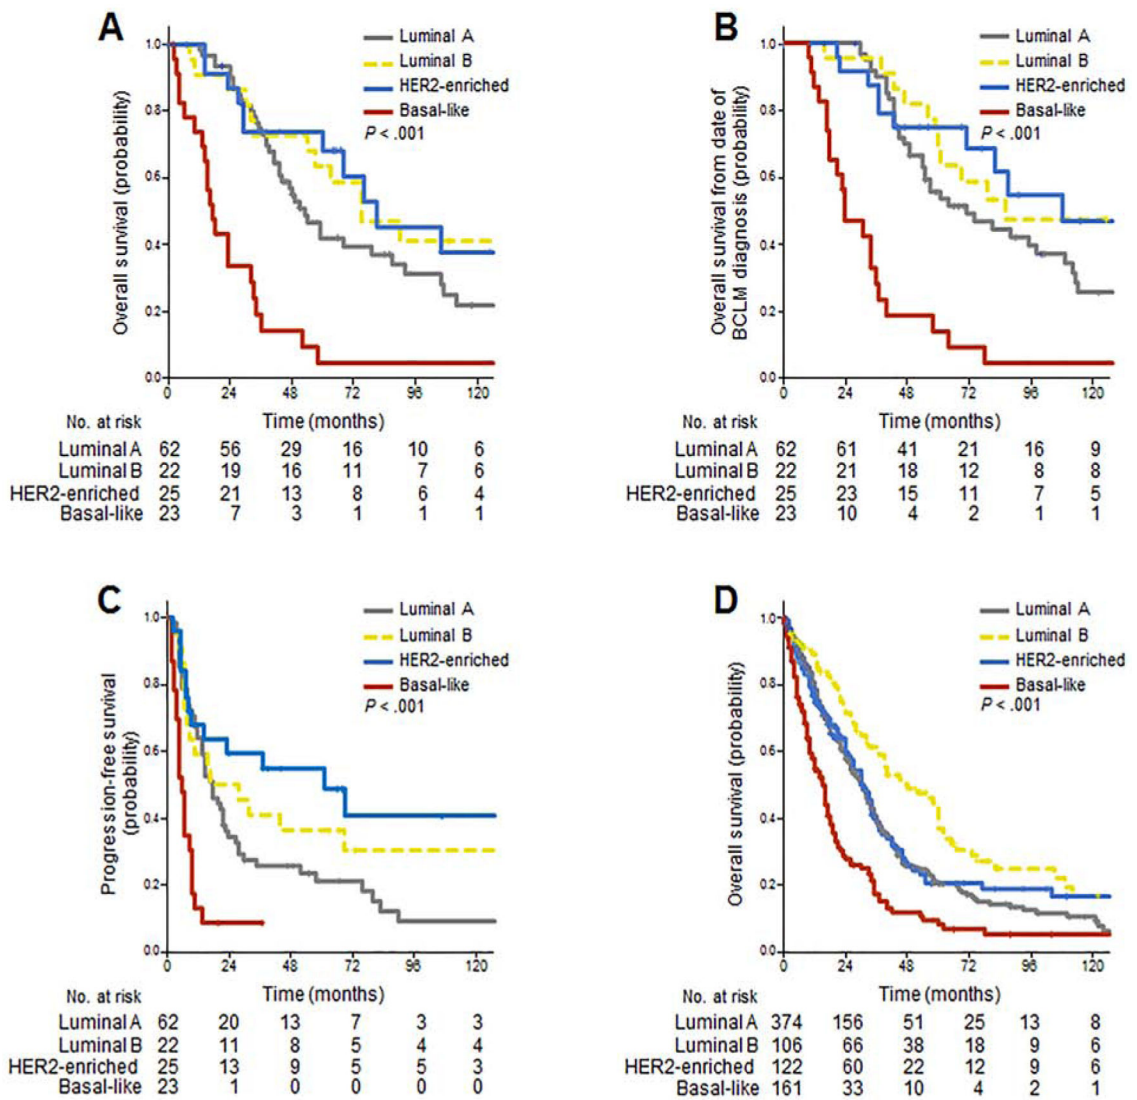 A
Luminal A
Luminal B
HER2-enriched
Basal-like
P < .001
Overall survival (probability)
1.0
0.8
0.6
0.4
0.2
0.0
0 24 48 72 96 120
No. at risk Time (months)
Luminal A 62 56 29 16 10 6
Luminal B 22 19 16 11 7 6
HER2-enriched 25 21 13 8 6 4
Basal-like 23 7 3 1 1 1
B
Luminal A
Luminal B
HER2-enriched
Basal-like
P < .001
Overall survival from date of
BCLM diagnosis (probability)
1.0
0.8
0.6
0.4
0.2
0.0
0 24 48 72 96 120
No. at risk Time (months)
Luminal A 62 61 41 21 16 9
Luminal B 22 21 18 12 8 8
HER2-enriched 25 23 15 11 7 5
Basal-like 23 10 4 2 1 1
C
Luminal A
Luminal B
HER2-enriched
Basal-like
P < .001
Progression-free survival
(probability)
1.0
0.8
0.6
0.4
0.2
0.0
0 24 48 72 96 120
No. at risk Time (months)
Luminal A 62 20 13 7 3 3
Luminal B 22 11 8 5 4 4
HER2-enriched 25 13 9 5 5 3
Basal-like 23 1 0 0 0 0
D
Luminal A
Luminal B
HER2-enriched
Basal-like
P < .001
Overall survival (probability)
1.0
0.8
0.6
0.4
0.2
0.0
0 24 48 72 96 120
No. at risk Time (months)
Luminal A 374 156 51 25 13 8
Luminal B 106 66 38 18 9 6
HER2-enriched 122 60 22 12 9 6
Basal-like 161 33 10 4 2 1